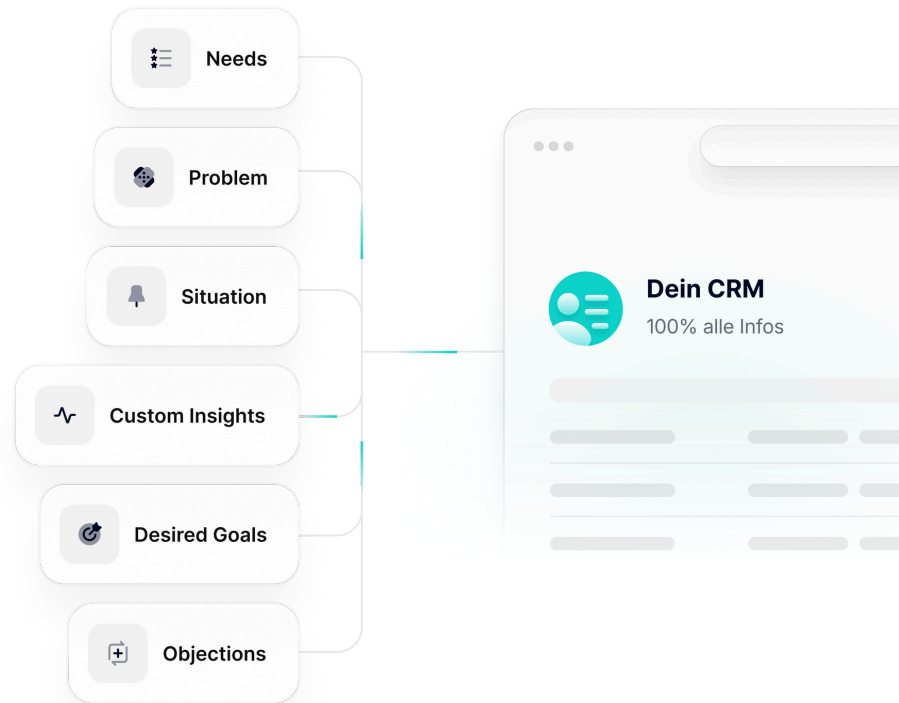 Needs
Problem
Situation
Custom Insights
Desired Goals
Objections
Dein CRM
100% alle Infos